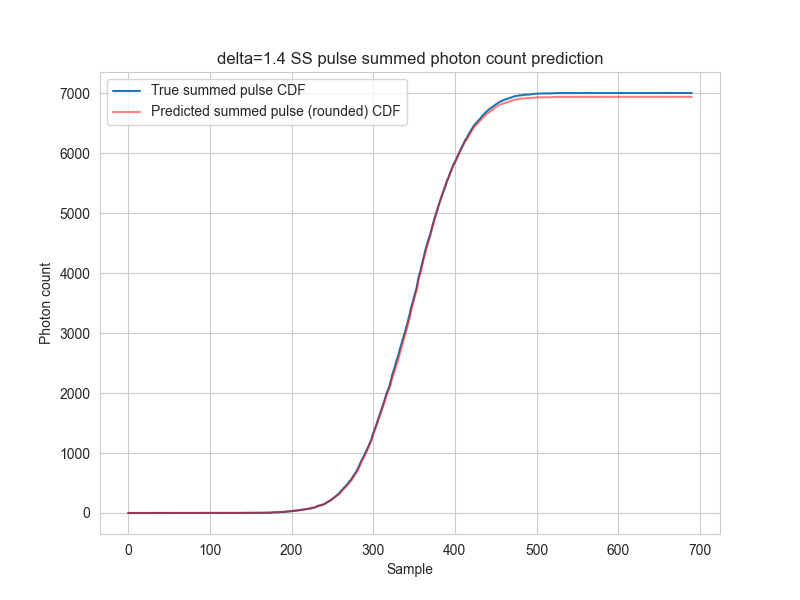 delta=1.4 SS pulse summed photon count prediction
True summed pulse CDF
Predicted summed pulse (rounded) CDF
Photon count
7000
6000
5000
4000
3000
2000
1000
0
0 100 200 300 400 500 600 700
Sample